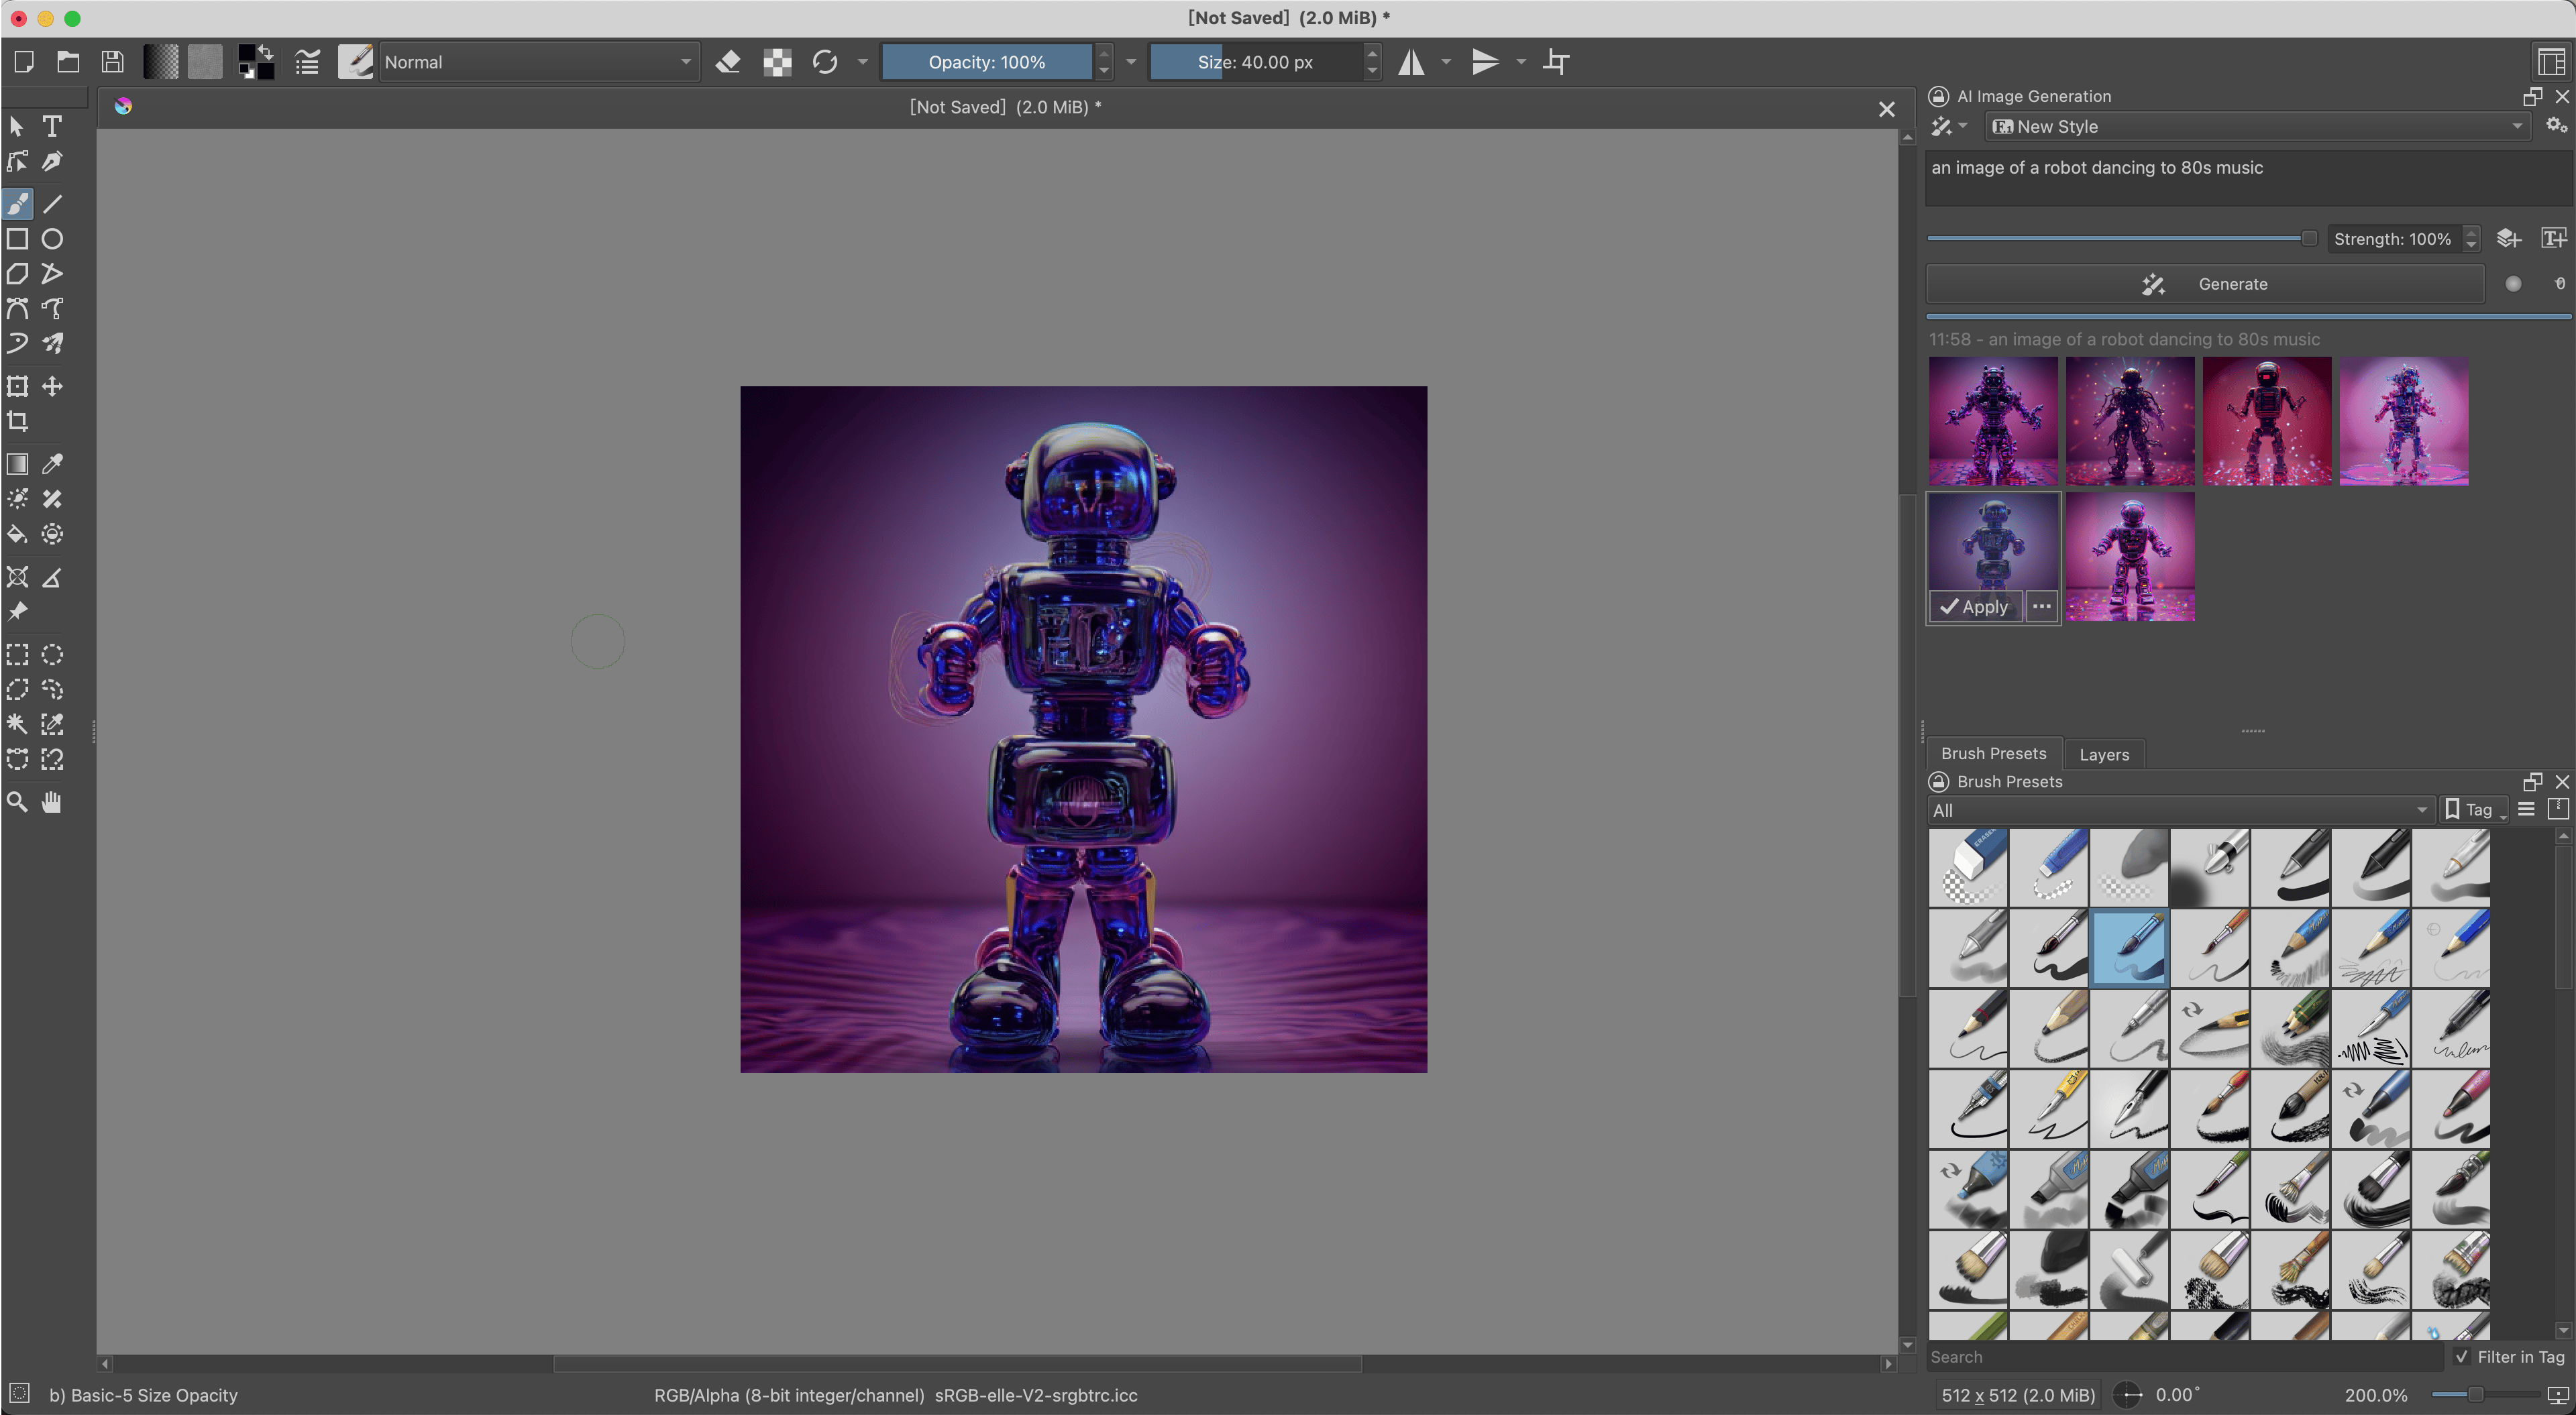 [Not Saved] (2.0 MiB) *
Normal
Opacity: 100%
Size: 40.00 px
[Not Saved] (2.0 MiB) *
AI Image Generation
New Style
an image of a robot dancing to 80s music
Strength: 100%
Generate
0
11:58 - an image of a robot dancing to 80s music
Apply
Brush Presets
Layers
Brush Presets
All
Tag
Search
Filter in Tag
b) Basic-5 Size Opacity
RGB/Alpha (8-bit integer/channel) sRGB-elle-V2-srgbtrc.icc
512 x 512 (2.0 MiB)
0.00°
200.0%